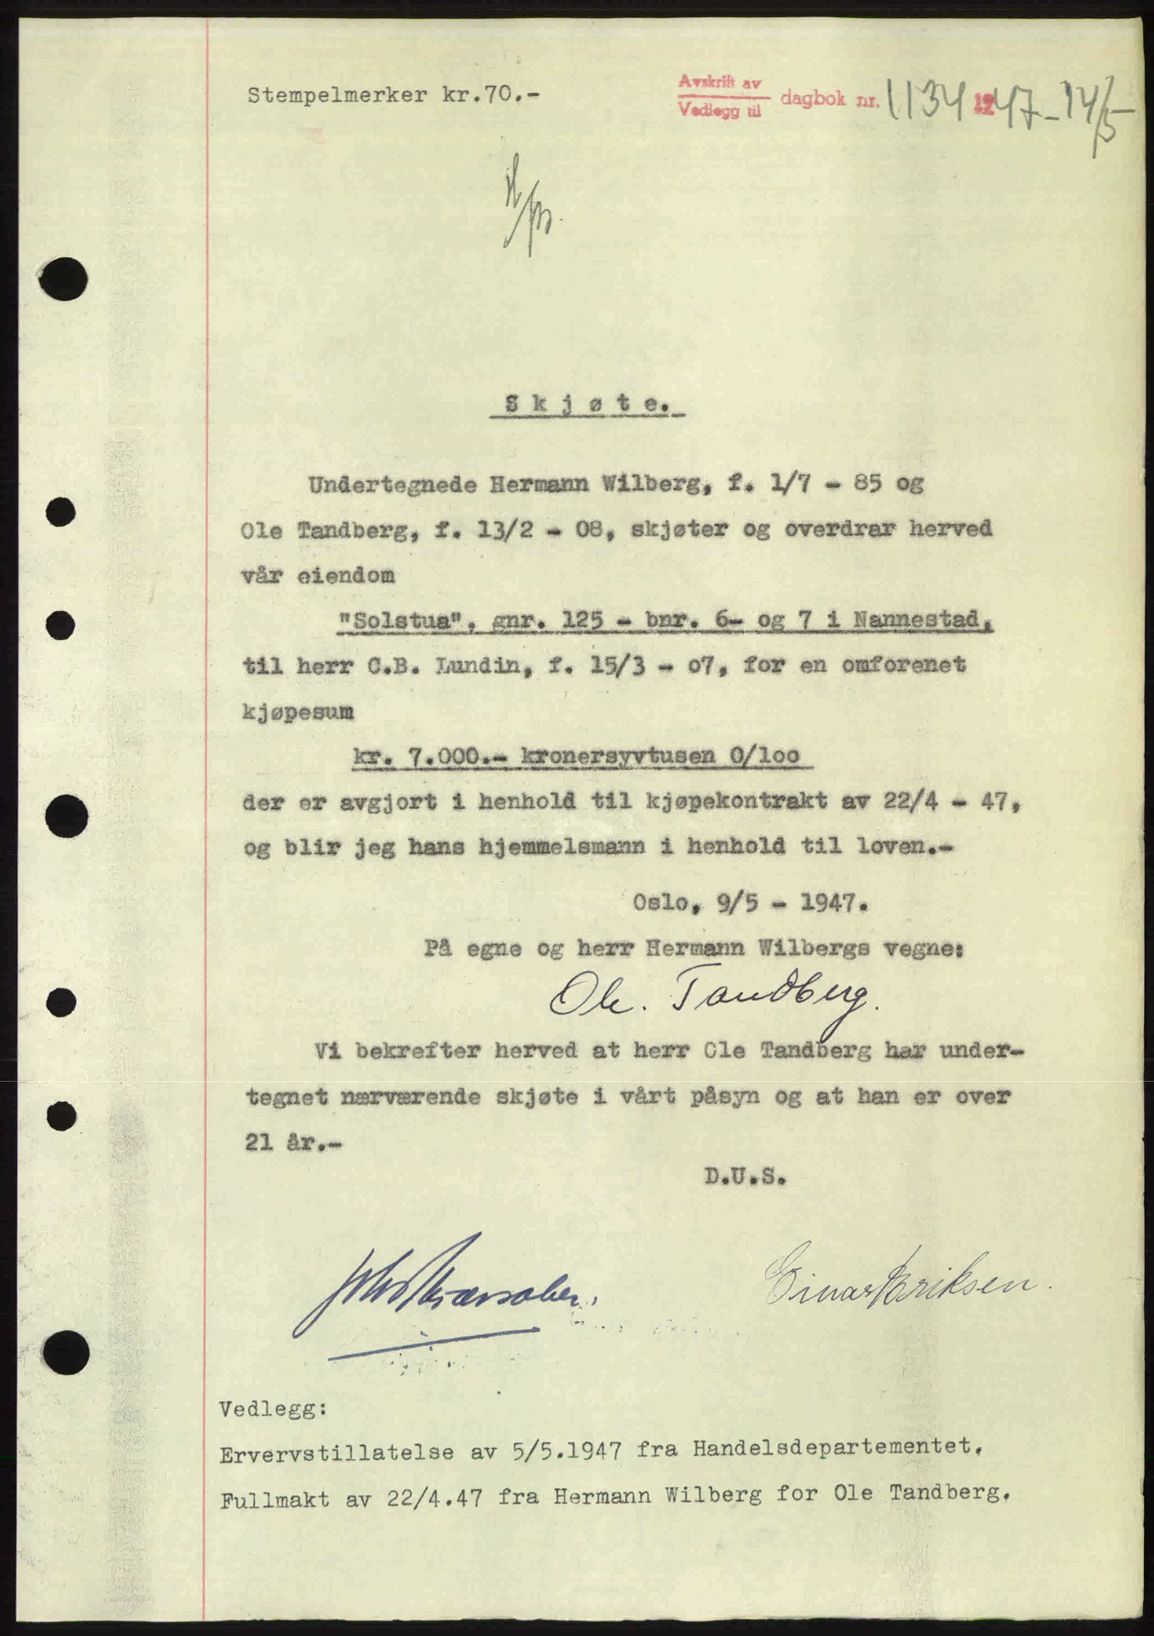 Stempelmerker kr.70.-
Avskrift av
Vedlegg til dagbok nr. 1134 1947-14/5
S k j ø t e.
Undertegnede Hermann Wilberg, f. 1/7 - 85 og
Ole Tandberg, f. 13/2 - 08, skjøter og overdrar herved
vår eiendom
"Solstua", gnr. 125 - bnr. 6- og 7 i Nannestad,
til herr C.B. Lundin, f. 15/3 - o7, for en omforenet
kjøpesum
kr. 7.000.- kronersyvtusen 0/1oo
der er avgjort i henhold til kjøpekontrakt av 22/4 - 47,
og blir jeg hans hjemmelsmann i henhold til loven.-
Oslo, 9/5 - 1947.
På egne og herr Hermann Wilbergs vegne:
Ole. Tandberg.
Vi bekrefter herved at herr Ole Tandberg har under-
tegnet nærværende skjøte i vårt påsyn og at han er over
21 år.-
D.U.S.
Einar Eriksen.
Vedlegg:
Ervervstillatelse av 5/5.1947 fra Handelsdepartementet.
Fullmakt av 22/4.47 fra Hermann Wilberg for Ole Tandberg.